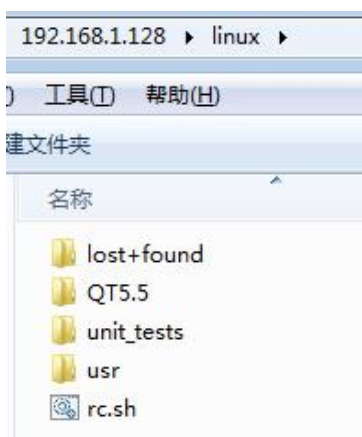 192.168.1.128 ▸ linux ▸
) 工具(T) 帮助(H)
建文件夹
名称
lost+found
QT5.5
unit_tests
usr
rc.sh